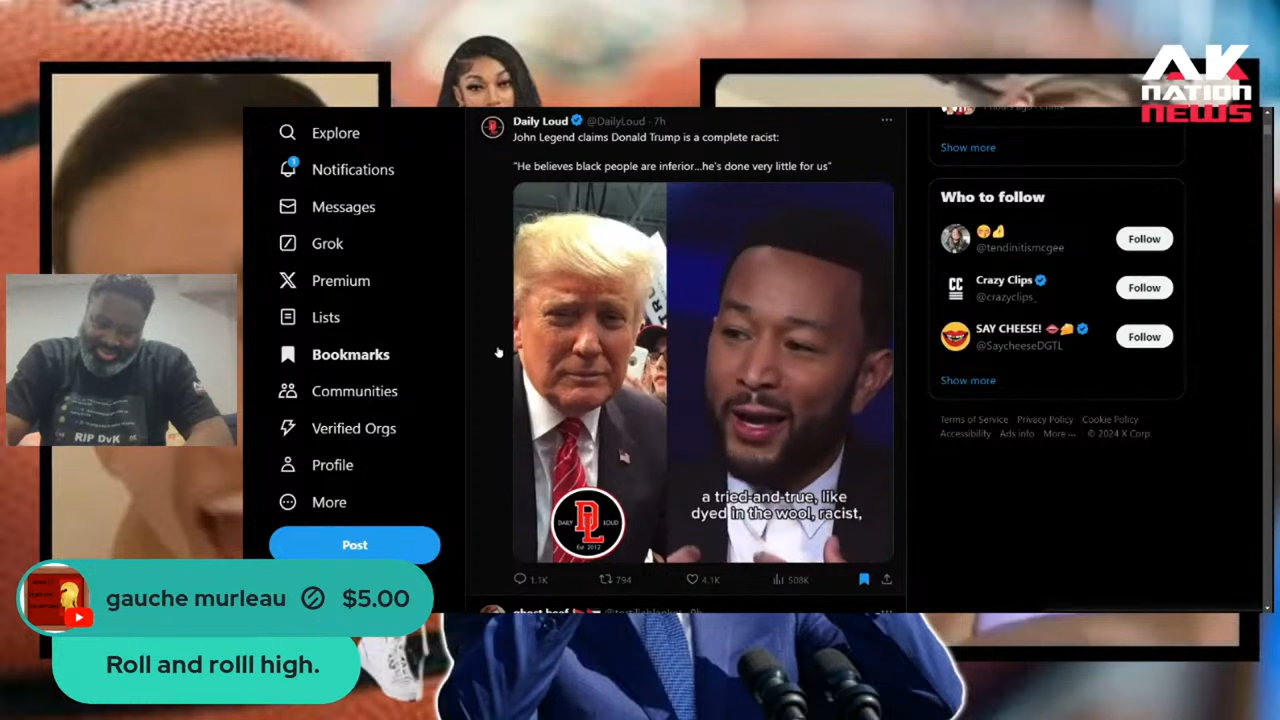 AK
NATION
NEWS
Explore
Notifications
Messages
Grok
Premium
Lists
Bookmarks
Communities
Verified Orgs
Profile
More
Post
Daily Loud @DailyLoud · 7h
John Legend claims Donald Trump is a complete racist:
“He believes black people are inferior...he’s done very little for us”
a tried-and-true, like
dyed in the wool, racist,
DAILY DL LOUD
Est. 2012
1.1K 794 4.1K 508K
Show more
Who to follow
@tendinitismcgee
Follow
Crazy Clips
@crazyclips_
Follow
SAY CHEESE!
@SaycheeseDGTL
Follow
Show more
Terms of Service Privacy Policy Cookie Policy
Accessibility Ads info More ··· © 2024 X Corp.
RIP DvK
gauche murleau $5.00
Roll and rolll high.